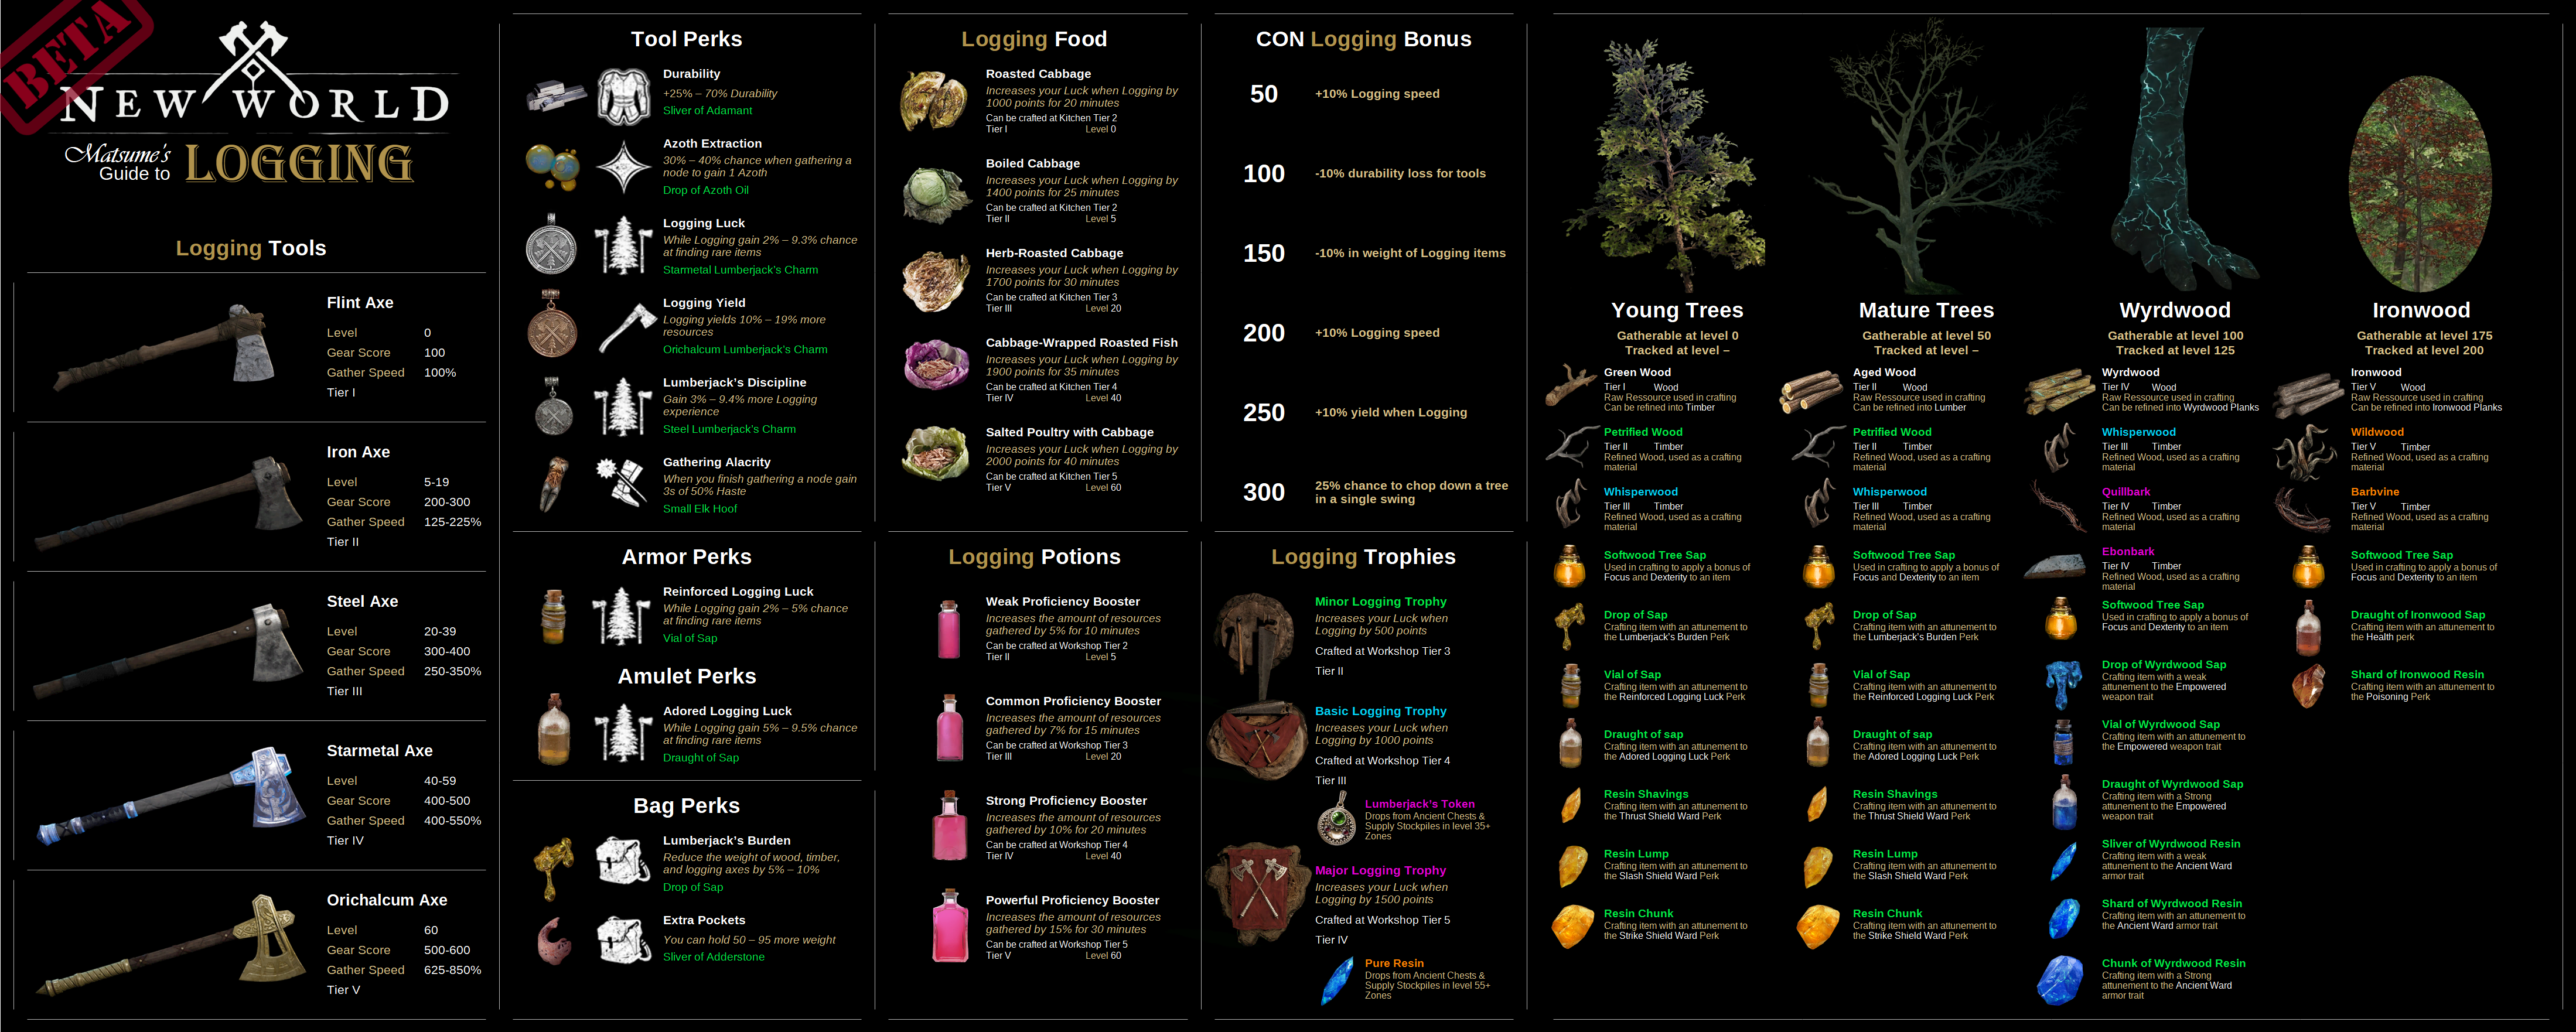 BETA
NEW WORLD
Matsume's
Guide to LOGGING
Logging Tools
Flint Axe
Level 0
Gear Score 100
Gather Speed 100%
Tier I
Iron Axe
Level 5-19
Gear Score 200-300
Gather Speed 125-225%
Tier II
Steel Axe
Level 20-39
Gear Score 300-400
Gather Speed 250-350%
Tier III
Starmetal Axe
Level 40-59
Gear Score 400-500
Gather Speed 400-550%
Tier IV
Orichalcum Axe
Level 60
Gear Score 500-600
Gather Speed 625-850%
Tier V
Tool Perks
Durability
+25% – 70% Durability
Sliver of Adamant
Azoth Extraction
30% – 40% chance when gathering a
node to gain 1 Azoth
Drop of Azoth Oil
Logging Luck
While Logging gain 2% – 9.3% chance
at finding rare items
Starmetal Lumberjack's Charm
Logging Yield
Logging yields 10% – 19% more
resources
Orichalcum Lumberjack's Charm
Lumberjack's Discipline
Gain 3% – 9.4% more Logging
experience
Steel Lumberjack's Charm
Gathering Alacrity
When you finish gathering a node gain
3s of 50% Haste
Small Elk Hoof
Armor Perks
Reinforced Logging Luck
While Logging gain 2% – 5% chance
at finding rare items
Vial of Sap
Amulet Perks
Adored Logging Luck
While Logging gain 5% – 9.5% chance
at finding rare items
Draught of Sap
Bag Perks
Lumberjack's Burden
Reduce the weight of wood, timber,
and logging axes by 5% – 10%
Drop of Sap
Extra Pockets
You can hold 50 – 95 more weight
Sliver of Adderstone
Logging Food
Roasted Cabbage
Increases your Luck when Logging by
1000 points for 20 minutes
Can be crafted at Kitchen Tier 2
Tier I Level 0
Boiled Cabbage
Increases your Luck when Logging by
1400 points for 25 minutes
Can be crafted at Kitchen Tier 2
Tier II Level 5
Herb-Roasted Cabbage
Increases your Luck when Logging by
1700 points for 30 minutes
Can be crafted at Kitchen Tier 3
Tier III Level 20
Cabbage-Wrapped Roasted Fish
Increases your Luck when Logging by
1900 points for 35 minutes
Can be crafted at Kitchen Tier 4
Tier IV Level 40
Salted Poultry with Cabbage
Increases your Luck when Logging by
2000 points for 40 minutes
Can be crafted at Kitchen Tier 5
Tier V Level 60
Logging Potions
Weak Proficiency Booster
Increases the amount of resources
gathered by 5% for 10 minutes
Can be crafted at Workshop Tier 2
Tier II Level 5
Common Proficiency Booster
Increases the amount of resources
gathered by 7% for 15 minutes
Can be crafted at Workshop Tier 3
Tier III Level 20
Strong Proficiency Booster
Increases the amount of resources
gathered by 10% for 20 minutes
Can be crafted at Workshop Tier 4
Tier IV Level 40
Powerful Proficiency Booster
Increases the amount of resources
gathered by 15% for 30 minutes
Can be crafted at Workshop Tier 5
Tier V Level 60
CON Logging Bonus
50 +10% Logging speed
100 -10% durability loss for tools
150 -10% in weight of Logging items
200 +10% Logging speed
250 +10% yield when Logging
300 25% chance to chop down a tree
in a single swing
Logging Trophies
Minor Logging Trophy
Increases your Luck when
Logging by 500 points
Crafted at Workshop Tier 3
Tier II
Basic Logging Trophy
Increases your Luck when
Logging by 1000 points
Crafted at Workshop Tier 4
Tier III
Lumberjack's Token
Drops from Ancient Chests &
Supply Stockpiles in level 35+
Zones
Major Logging Trophy
Increases your Luck when
Logging by 1500 points
Crafted at Workshop Tier 5
Tier IV
Pure Resin
Drops from Ancient Chests &
Supply Stockpiles in level 55+
Zones
Young Trees
Gatherable at level 0
Tracked at level –
Green Wood
Tier I Wood
Raw Ressource used in crafting
Can be refined into Timber
Petrified Wood
Tier II Timber
Refined Wood, used as a crafting
material
Whisperwood
Tier III Timber
Refined Wood, used as a crafting
material
Softwood Tree Sap
Used in crafting to apply a bonus of
Focus and Dexterity to an item
Drop of Sap
Crafting item with an attunement to
the Lumberjack's Burden Perk
Vial of Sap
Crafting item with an attunement to
the Reinforced Logging Luck Perk
Draught of sap
Crafting item with an attunement to
the Adored Logging Luck Perk
Resin Shavings
Crafting item with an attunement to
the Thrust Shield Ward Perk
Resin Lump
Crafting item with an attunement to
the Slash Shield Ward Perk
Resin Chunk
Crafting item with an attunement to
the Strike Shield Ward Perk
Mature Trees
Gatherable at level 50
Tracked at level –
Aged Wood
Tier II Wood
Raw Ressource used in crafting
Can be refined into Lumber
Petrified Wood
Tier II Timber
Refined Wood, used as a crafting
material
Whisperwood
Tier III Timber
Refined Wood, used as a crafting
material
Softwood Tree Sap
Used in crafting to apply a bonus of
Focus and Dexterity to an item
Drop of Sap
Crafting item with an attunement to
the Lumberjack's Burden Perk
Vial of Sap
Crafting item with an attunement to
the Reinforced Logging Luck Perk
Draught of sap
Crafting item with an attunement to
the Adored Logging Luck Perk
Resin Shavings
Crafting item with an attunement to
the Thrust Shield Ward Perk
Resin Lump
Crafting item with an attunement to
the Slash Shield Ward Perk
Resin Chunk
Crafting item with an attunement to
the Strike Shield Ward Perk
Wyrdwood
Gatherable at level 100
Tracked at level 125
Wyrdwood
Tier IV Wood
Raw Ressource used in crafting
Can be refined into Wyrdwood Planks
Whisperwood
Tier III Timber
Refined Wood, used as a crafting
material
Quillbark
Tier IV Timber
Refined Wood, used as a crafting
material
Ebonbark
Tier IV Timber
Refined Wood, used as a crafting
material
Softwood Tree Sap
Used in crafting to apply a bonus of
Focus and Dexterity to an item
Drop of Wyrdwood Sap
Crafting item with a weak
attunement to the Empowered
weapon trait
Vial of Wyrdwood Sap
Crafting item with an attunement to
the Empowered weapon trait
Draught of Wyrdwood Sap
Crafting item with a Strong
attunement to the Empowered
weapon trait
Sliver of Wyrdwood Resin
Crafting item with a weak
attunement to the Ancient Ward
armor trait
Shard of Wyrdwood Resin
Crafting item with an attunement to
the Ancient Ward armor trait
Chunk of Wyrdwood Resin
Crafting item with a Strong
attunement to the Ancient Ward
armor trait
Ironwood
Gatherable at level 175
Tracked at level 200
Ironwood
Tier V Wood
Raw Ressource used in crafting
Can be refined into Ironwood Planks
Wildwood
Tier V Timber
Refined Wood, used as a crafting
material
Barbvine
Tier V Timber
Refined Wood, used as a crafting
material
Softwood Tree Sap
Used in crafting to apply a bonus of
Focus and Dexterity to an item
Draught of Ironwood Sap
Crafting item with an attunement to
the Health perk
Shard of Ironwood Resin
Crafting item with an attunement to
the Poisoning Perk